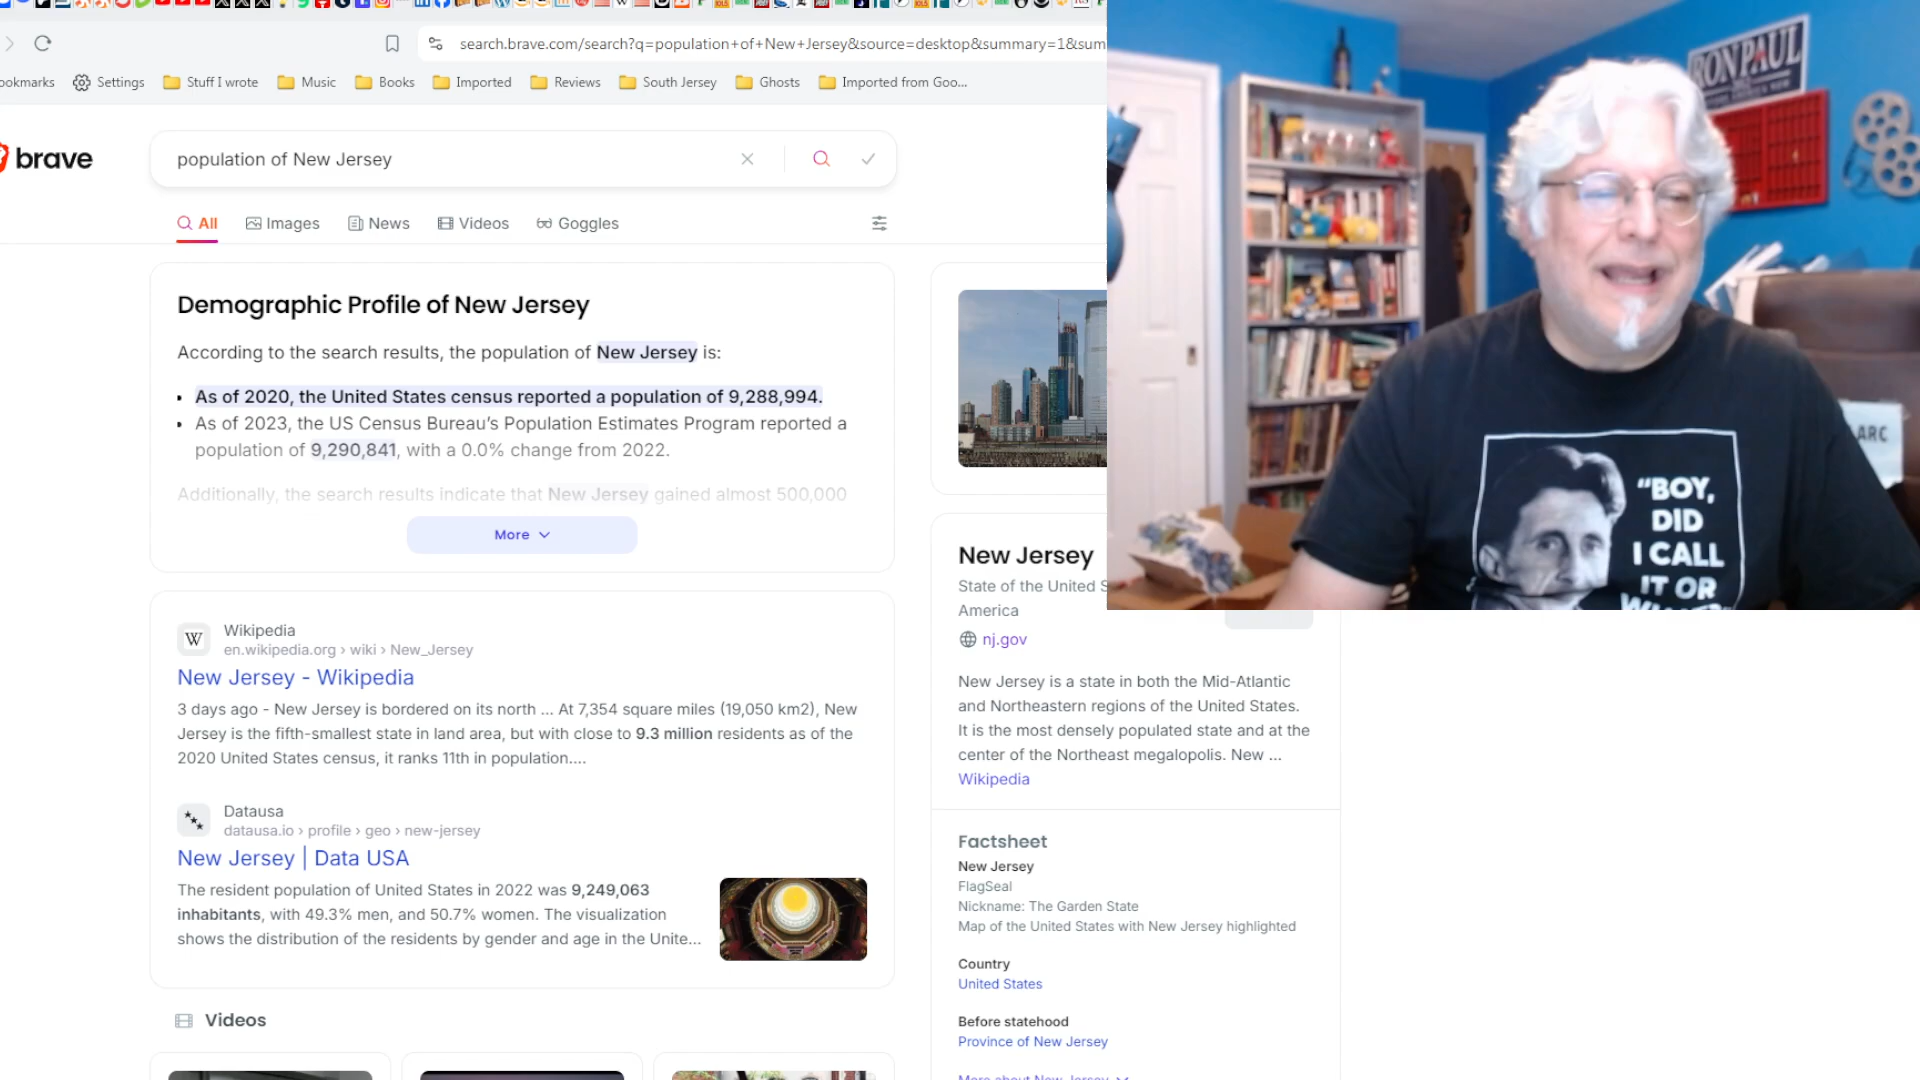 search.brave.com/search?q=population+of+New+Jersey&source=desktop&summary=1&sum
ookmarks Settings Stuff I wrote Music Books Imported Reviews South Jersey Ghosts Imported from Goo...
brave
population of New Jersey
All Images News Videos Goggles
Demographic Profile of New Jersey
According to the search results, the population of New Jersey is:
• As of 2020, the United States census reported a population of 9,288,994.
• As of 2023, the US Census Bureau's Population Estimates Program reported a
population of 9,290,841, with a 0.0% change from 2022.
Additionally, the search results indicate that New Jersey gained almost 500,000
More
W
Wikipedia
en.wikipedia.org › wiki › New_Jersey
New Jersey - Wikipedia
3 days ago - New Jersey is bordered on its north ... At 7,354 square miles (19,050 km2), New
Jersey is the fifth-smallest state in land area, but with close to 9.3 million residents as of the
2020 United States census, it ranks 11th in population....
Datausa
datausa.io › profile › geo › new-jersey
New Jersey | Data USA
The resident population of United States in 2022 was 9,249,063
inhabitants, with 49.3% men, and 50.7% women. The visualization
shows the distribution of the residents by gender and age in the Unite...
Videos
New Jersey
State of the United S
America
nj.gov
New Jersey is a state in both the Mid-Atlantic
and Northeastern regions of the United States.
It is the most densely populated state and at the
center of the Northeast megalopolis. New ...
Wikipedia
Factsheet
New Jersey
FlagSeal
Nickname: The Garden State
Map of the United States with New Jersey highlighted
Country
United States
Before statehood
Province of New Jersey
More about New Jersey
RON PAUL
ARC
"BOY,
DID
I CALL
IT OR
WHAT?"